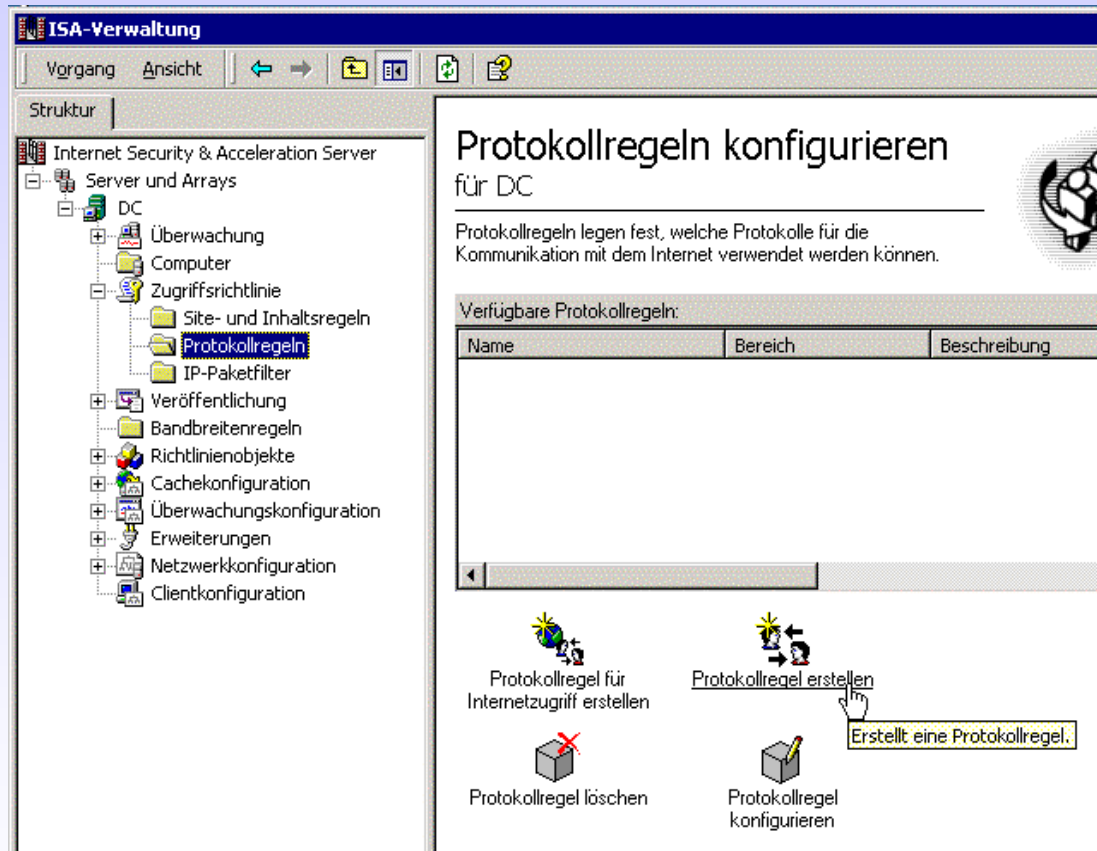 ISA-Verwaltung
Vorgang Ansicht
Struktur
Internet Security & Acceleration Server
Server und Arrays
DC
Überwachung
Computer
Zugriffsrichtlinie
Site- und Inhaltsregeln
Protokollregeln
IP-Paketfilter
Veröffentlichung
Bandbreitenregeln
Richtlinienobjekte
Cachekonfiguration
Überwachungskonfiguration
Erweiterungen
Netzwerkkonfiguration
Clientkonfiguration
Protokollregeln konfigurieren
für DC
Protokollregeln legen fest, welche Protokolle für die
Kommunikation mit dem Internet verwendet werden können.
Verfügbare Protokollregeln:
Name Bereich Beschreibung
Protokollregel für
Internetzugriff erstellen
Protokollregel erstellen
Erstellt eine Protokollregel.
Protokollregel löschen
Protokollregel
konfigurieren